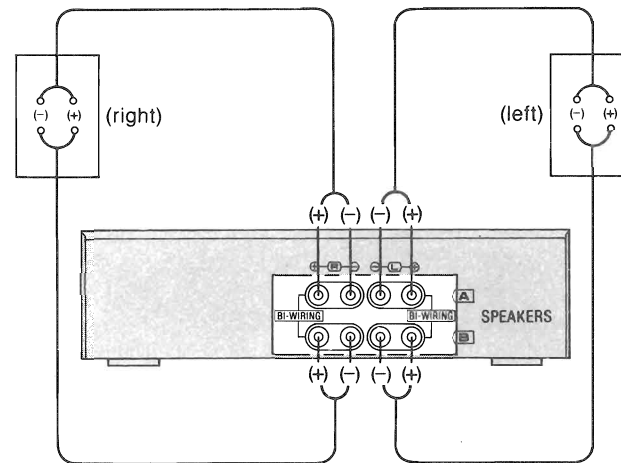 (-) (+) (right)
(left) (-) (+)
(+) (-) (-) (+)
⊕ R ⊖ ⊖ L ⊕
A
BI-WIRING BI-WIRING SPEAKERS
B
(+) (-) (-) (+)